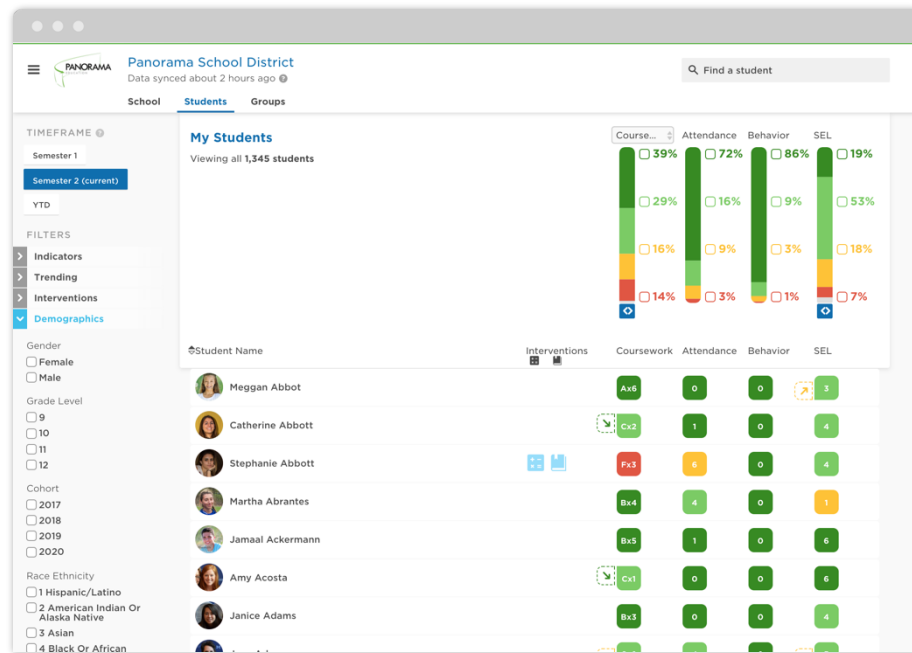 PANORAMA
Panorama School District
Data synced about 2 hours ago ?
Find a student
School Students Groups
TIMEFRAME ?
Semester 1
Semester 2 (current)
YTD
FILTERS
Indicators
Trending
Interventions
Demographics
Gender
Female
Male
Grade Level
9
10
11
12
Cohort
2017
2018
2019
2020
Race Ethnicity
1 Hispanic/Latino
2 American Indian Or
Alaska Native
3 Asian
4 Black Or African
My Students
Viewing all 1,345 students
Course... Attendance Behavior SEL
39% 72% 86% 19%
29% 16% 9% 53%
16% 9% 3% 18%
14% 3% 1% 7%
Student Name Interventions Coursework Attendance Behavior SEL
Meggan Abbot Ax6 0 0 3
Catherine Abbott Cx2 1 0 4
Stephanie Abbott Fx3 6 0 4
Martha Abrantes Bx4 4 0 1
Jamaal Ackermann Bx5 1 0 6
Amy Acosta Cx1 0 0 6
Janice Adams Bx3 0 0 4